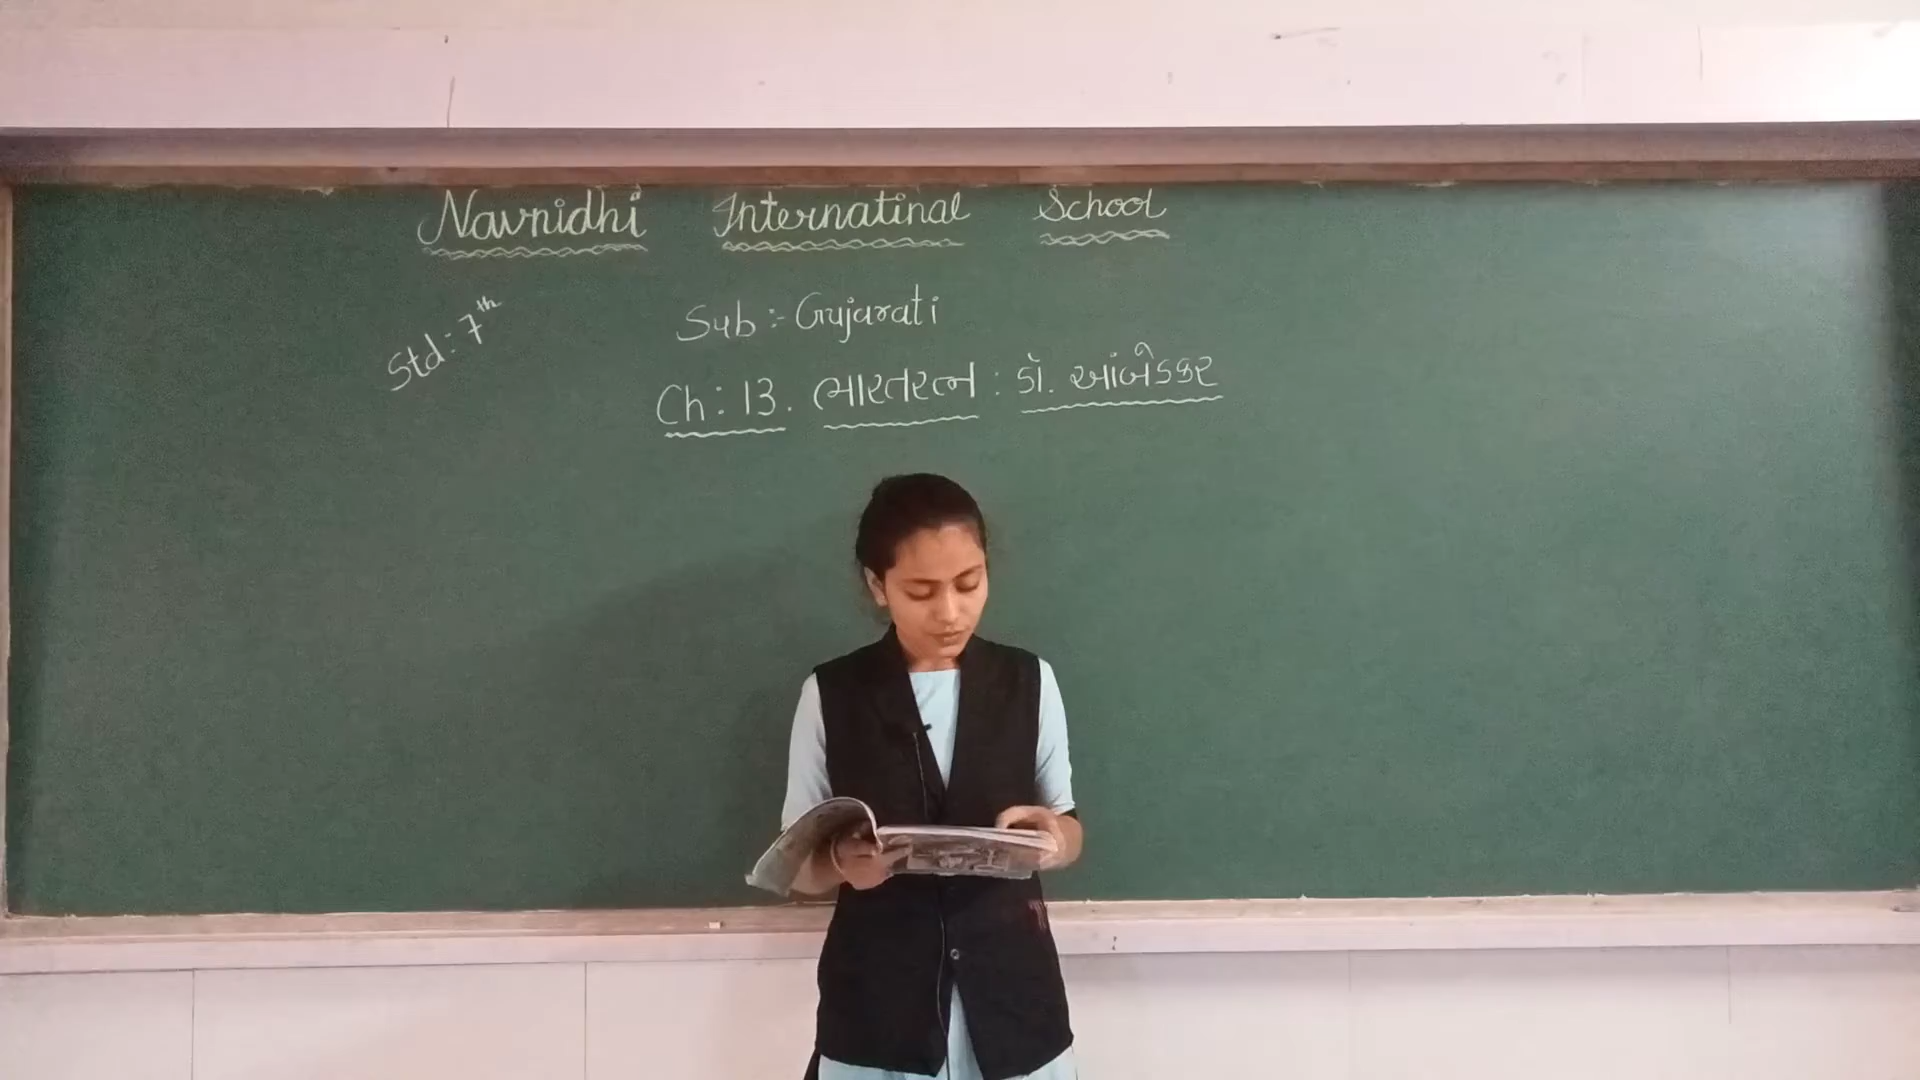 Navnidhi Internatinal School
Std: 7th
Sub :- Gujarati
Ch: 13. ભારતરત્ન : ડૉ. આંબેડકર